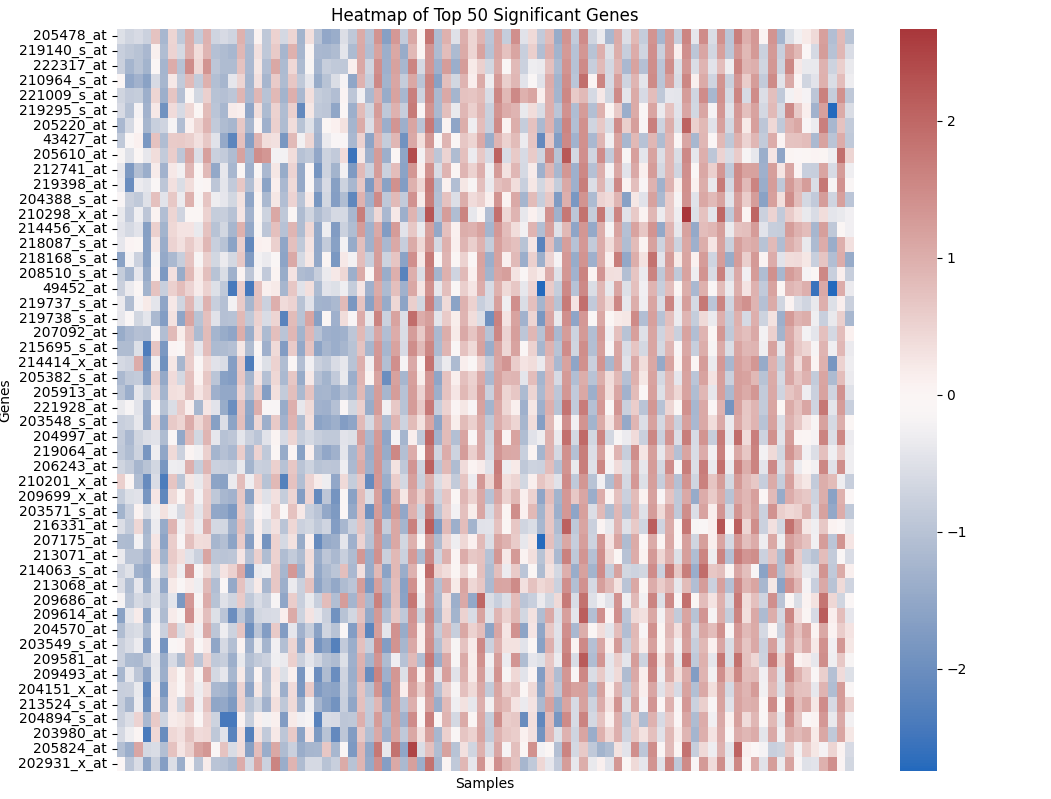 Heatmap of Top 50 Significant Genes
205478_at
219140_s_at
222317_at
210964_s_at
221009_s_at
219295_s_at
205220_at
43427_at
205610_at
212741_at
219398_at
204388_s_at
210298_x_at
214456_x_at
218087_s_at
218168_s_at
208510_s_at
49452_at
219737_s_at
219738_s_at
207092_at
215695_s_at
214414_x_at
205382_s_at
205913_at
221928_at
203548_s_at
204997_at
219064_at
206243_at
210201_x_at
209699_x_at
203571_s_at
216331_at
207175_at
213071_at
214063_s_at
213068_at
209686_at
209614_at
204570_at
203549_s_at
209581_at
209493_at
204151_x_at
213524_s_at
204894_s_at
203980_at
205824_at
202931_x_at
Genes
Samples
2
1
0
−1
−2